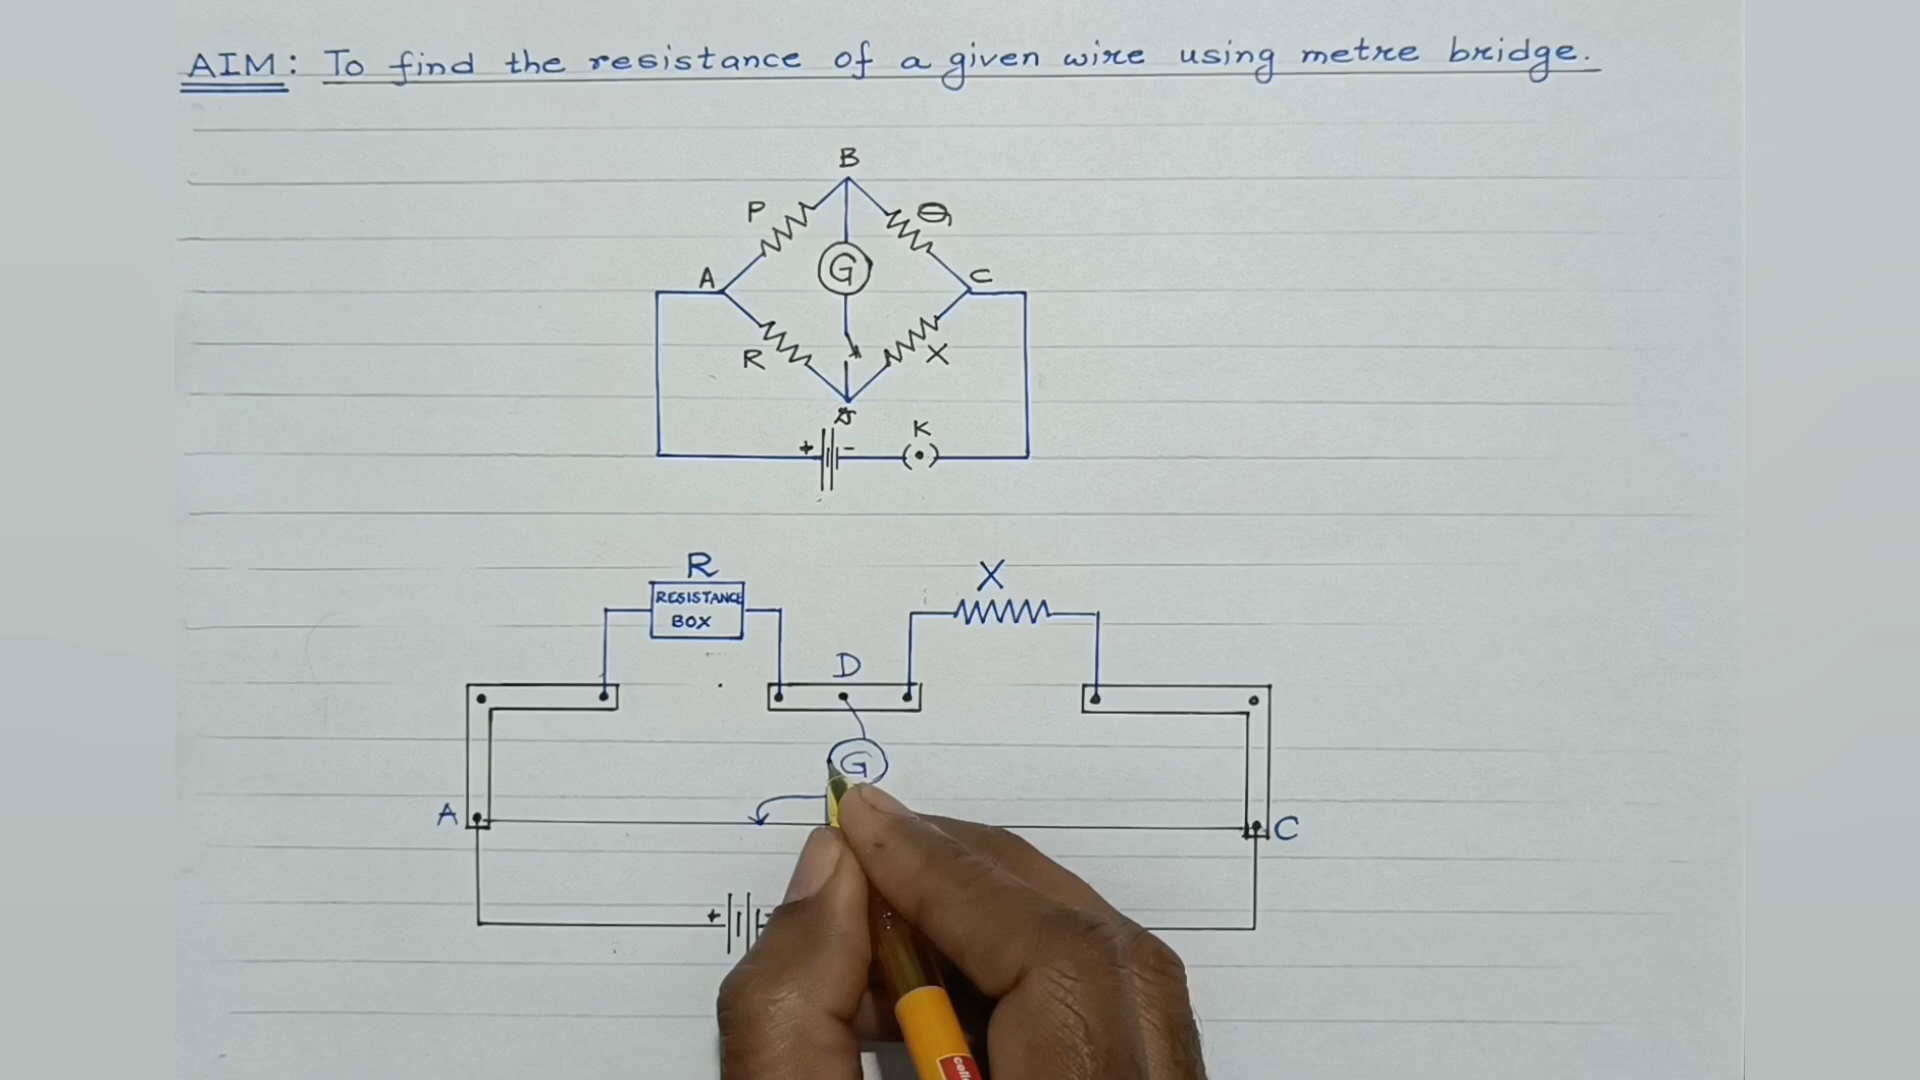 AIM: To find the resistance of a given wire using metre bridge.
B
P Q
A G C
R X
+ - K
R X
RESISTANCE
BOX
D
G
A C
+